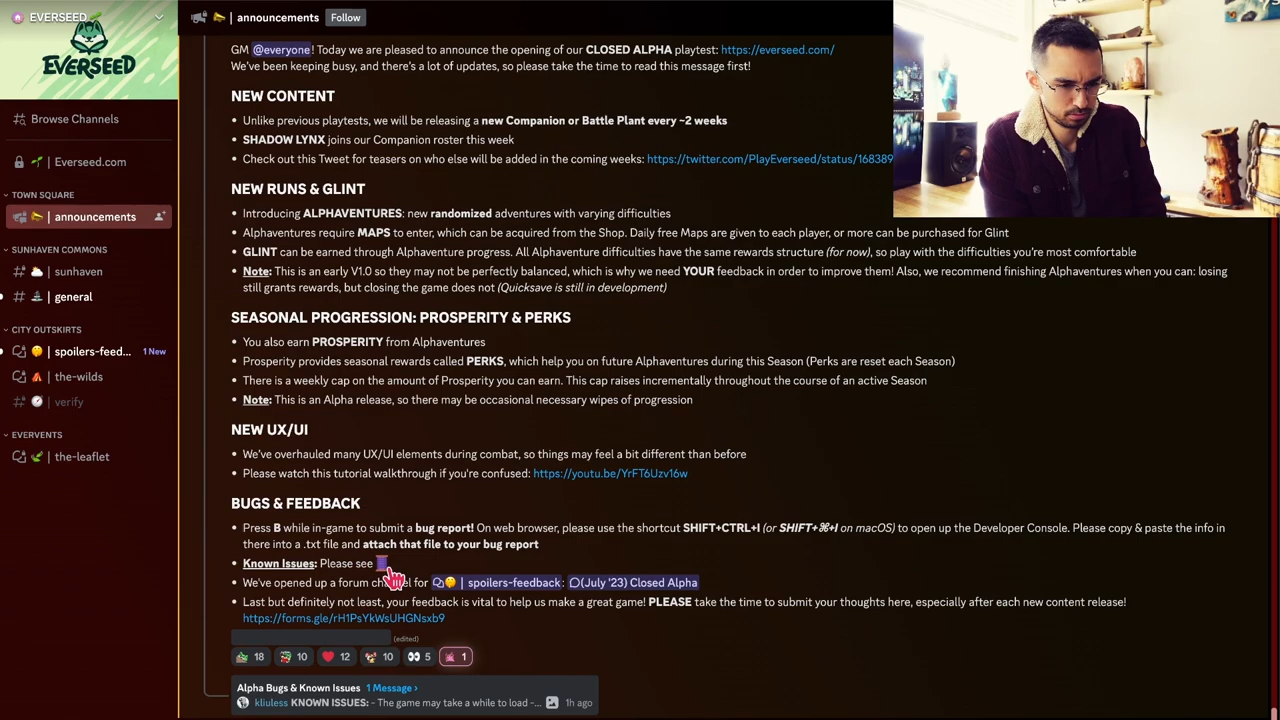 EVERSEED
EVERSEED
Browse Channels
Everseed.com
TOWN SQUARE
| announcements
SUNHAVEN COMMONS
| sunhaven
| general
CITY OUTSKIRTS
| spoilers-feed... 1 New
| the-wilds
| verify
EVERVENTS
| the-leaflet
| announcements Follow
GM @everyone! Today we are pleased to announce the opening of our CLOSED ALPHA playtest: https://everseed.com/
We've been keeping busy, and there's a lot of updates, so please take the time to read this message first!
NEW CONTENT
• Unlike previous playtests, we will be releasing a new Companion or Battle Plant every ~2 weeks
• SHADOW LYNX joins our Companion roster this week
• Check out this Tweet for teasers on who else will be added in the coming weeks: https://twitter.com/PlayEverseed/status/168389
NEW RUNS & GLINT
• Introducing ALPHAVENTURES: new randomized adventures with varying difficulties
• Alphaventures require MAPS to enter, which can be acquired from the Shop. Daily free Maps are given to each player, or more can be purchased for Glint
• GLINT can be earned through Alphaventure progress. All Alphaventure difficulties have the same rewards structure (for now), so play with the difficulties you're most comfortable
• Note: This is an early V1.0 so they may not be perfectly balanced, which is why we need YOUR feedback in order to improve them! Also, we recommend finishing Alphaventures when you can: losing
still grants rewards, but closing the game does not (Quicksave is still in development)
SEASONAL PROGRESSION: PROSPERITY & PERKS
• You also earn PROSPERITY from Alphaventures
• Prosperity provides seasonal rewards called PERKS, which help you on future Alphaventures during this Season (Perks are reset each Season)
• There is a weekly cap on the amount of Prosperity you can earn. This cap raises incrementally throughout the course of an active Season
• Note: This is an Alpha release, so there may be occasional necessary wipes of progression
NEW UX/UI
• We've overhauled many UX/UI elements during combat, so things may feel a bit different than before
• Please watch this tutorial walkthrough if you're confused: https://youtu.be/YrFT6Uzv16w
BUGS & FEEDBACK
• Press B while in-game to submit a bug report! On web browser, please use the shortcut SHIFT+CTRL+I (or SHIFT+⌘+I on macOS) to open up the Developer Console. Please copy & paste the info in
there into a .txt file and attach that file to your bug report
• Known Issues: Please see
• We've opened up a forum ch el for | spoilers-feedback: (July '23) Closed Alpha
• Last but definitely not least, your feedback is vital to help us make a great game! PLEASE take the time to submit your thoughts here, especially after each new content release!
https://forms.gle/rH1PsYkWsUHGNsxb9
(edited)
18 10 12 10 5 1
Alpha Bugs & Known Issues 1 Message ›
kliuless KNOWN ISSUES: - The game may take a while to load -... 1h ago